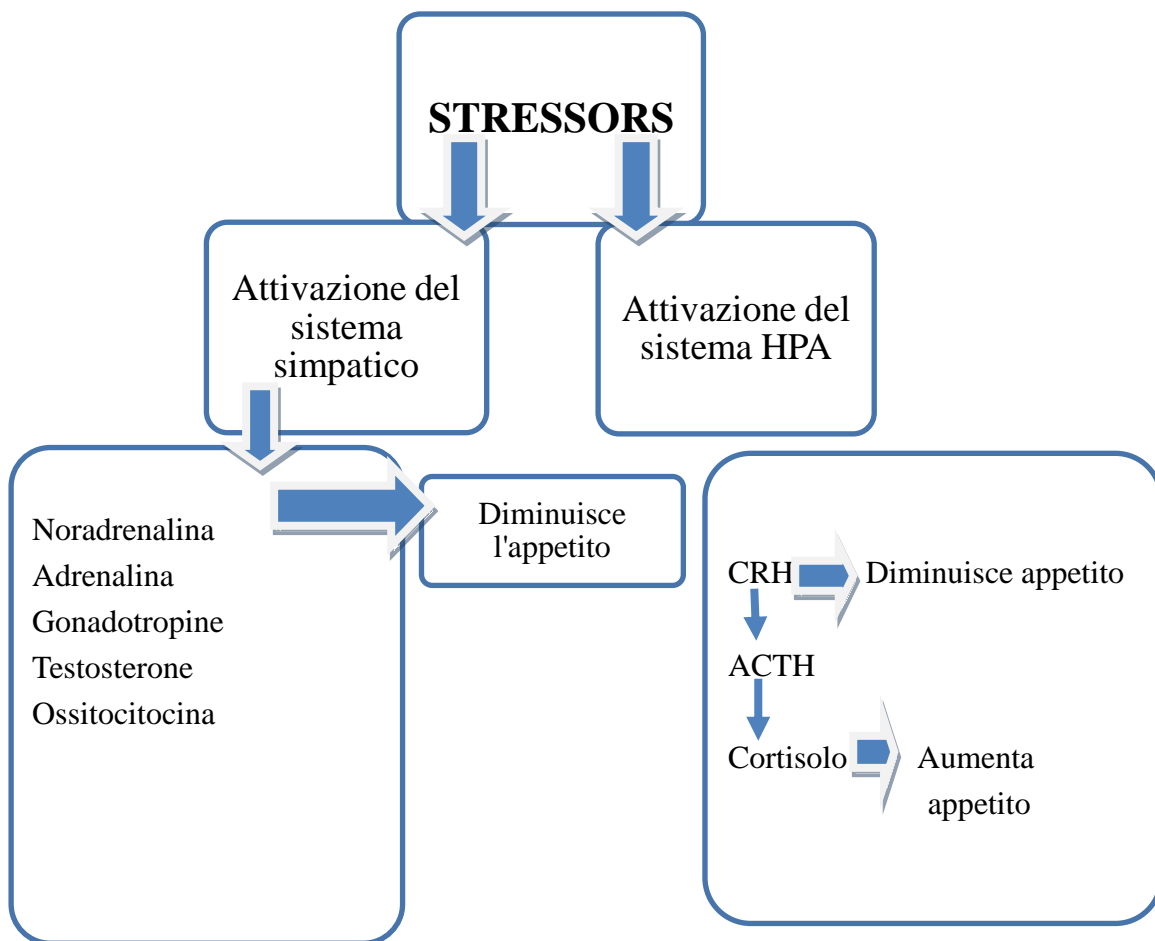 STRESSORS
Attivazione del
sistema
simpatico
Attivazione del
sistema HPA
Noradrenalina
Adrenalina
Gonadotropine
Testosterone
Ossitocitocina
Diminuisce
l'appetito
CRH Diminuisce appetito
ACTH
Cortisolo Aumenta
appetito